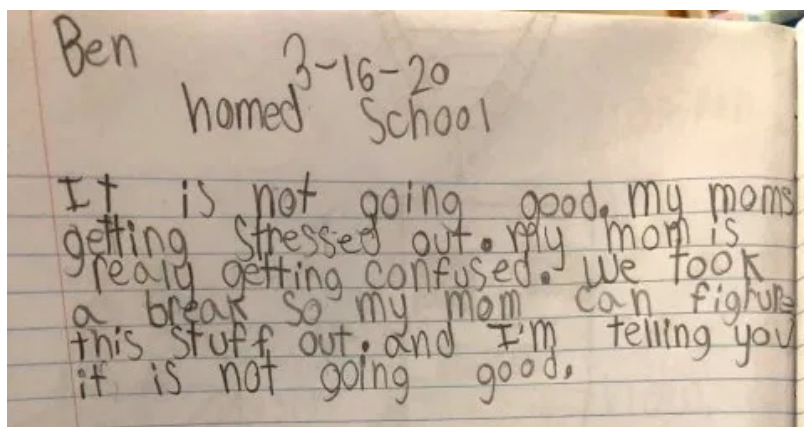 Ben
3-16-20
homed School
It is not going good. my moms
getting Stressed out. My mom is
realy getting confused. We took
a break so my mom can fighure
this stuff out. and I'm telling you
it is not going good.